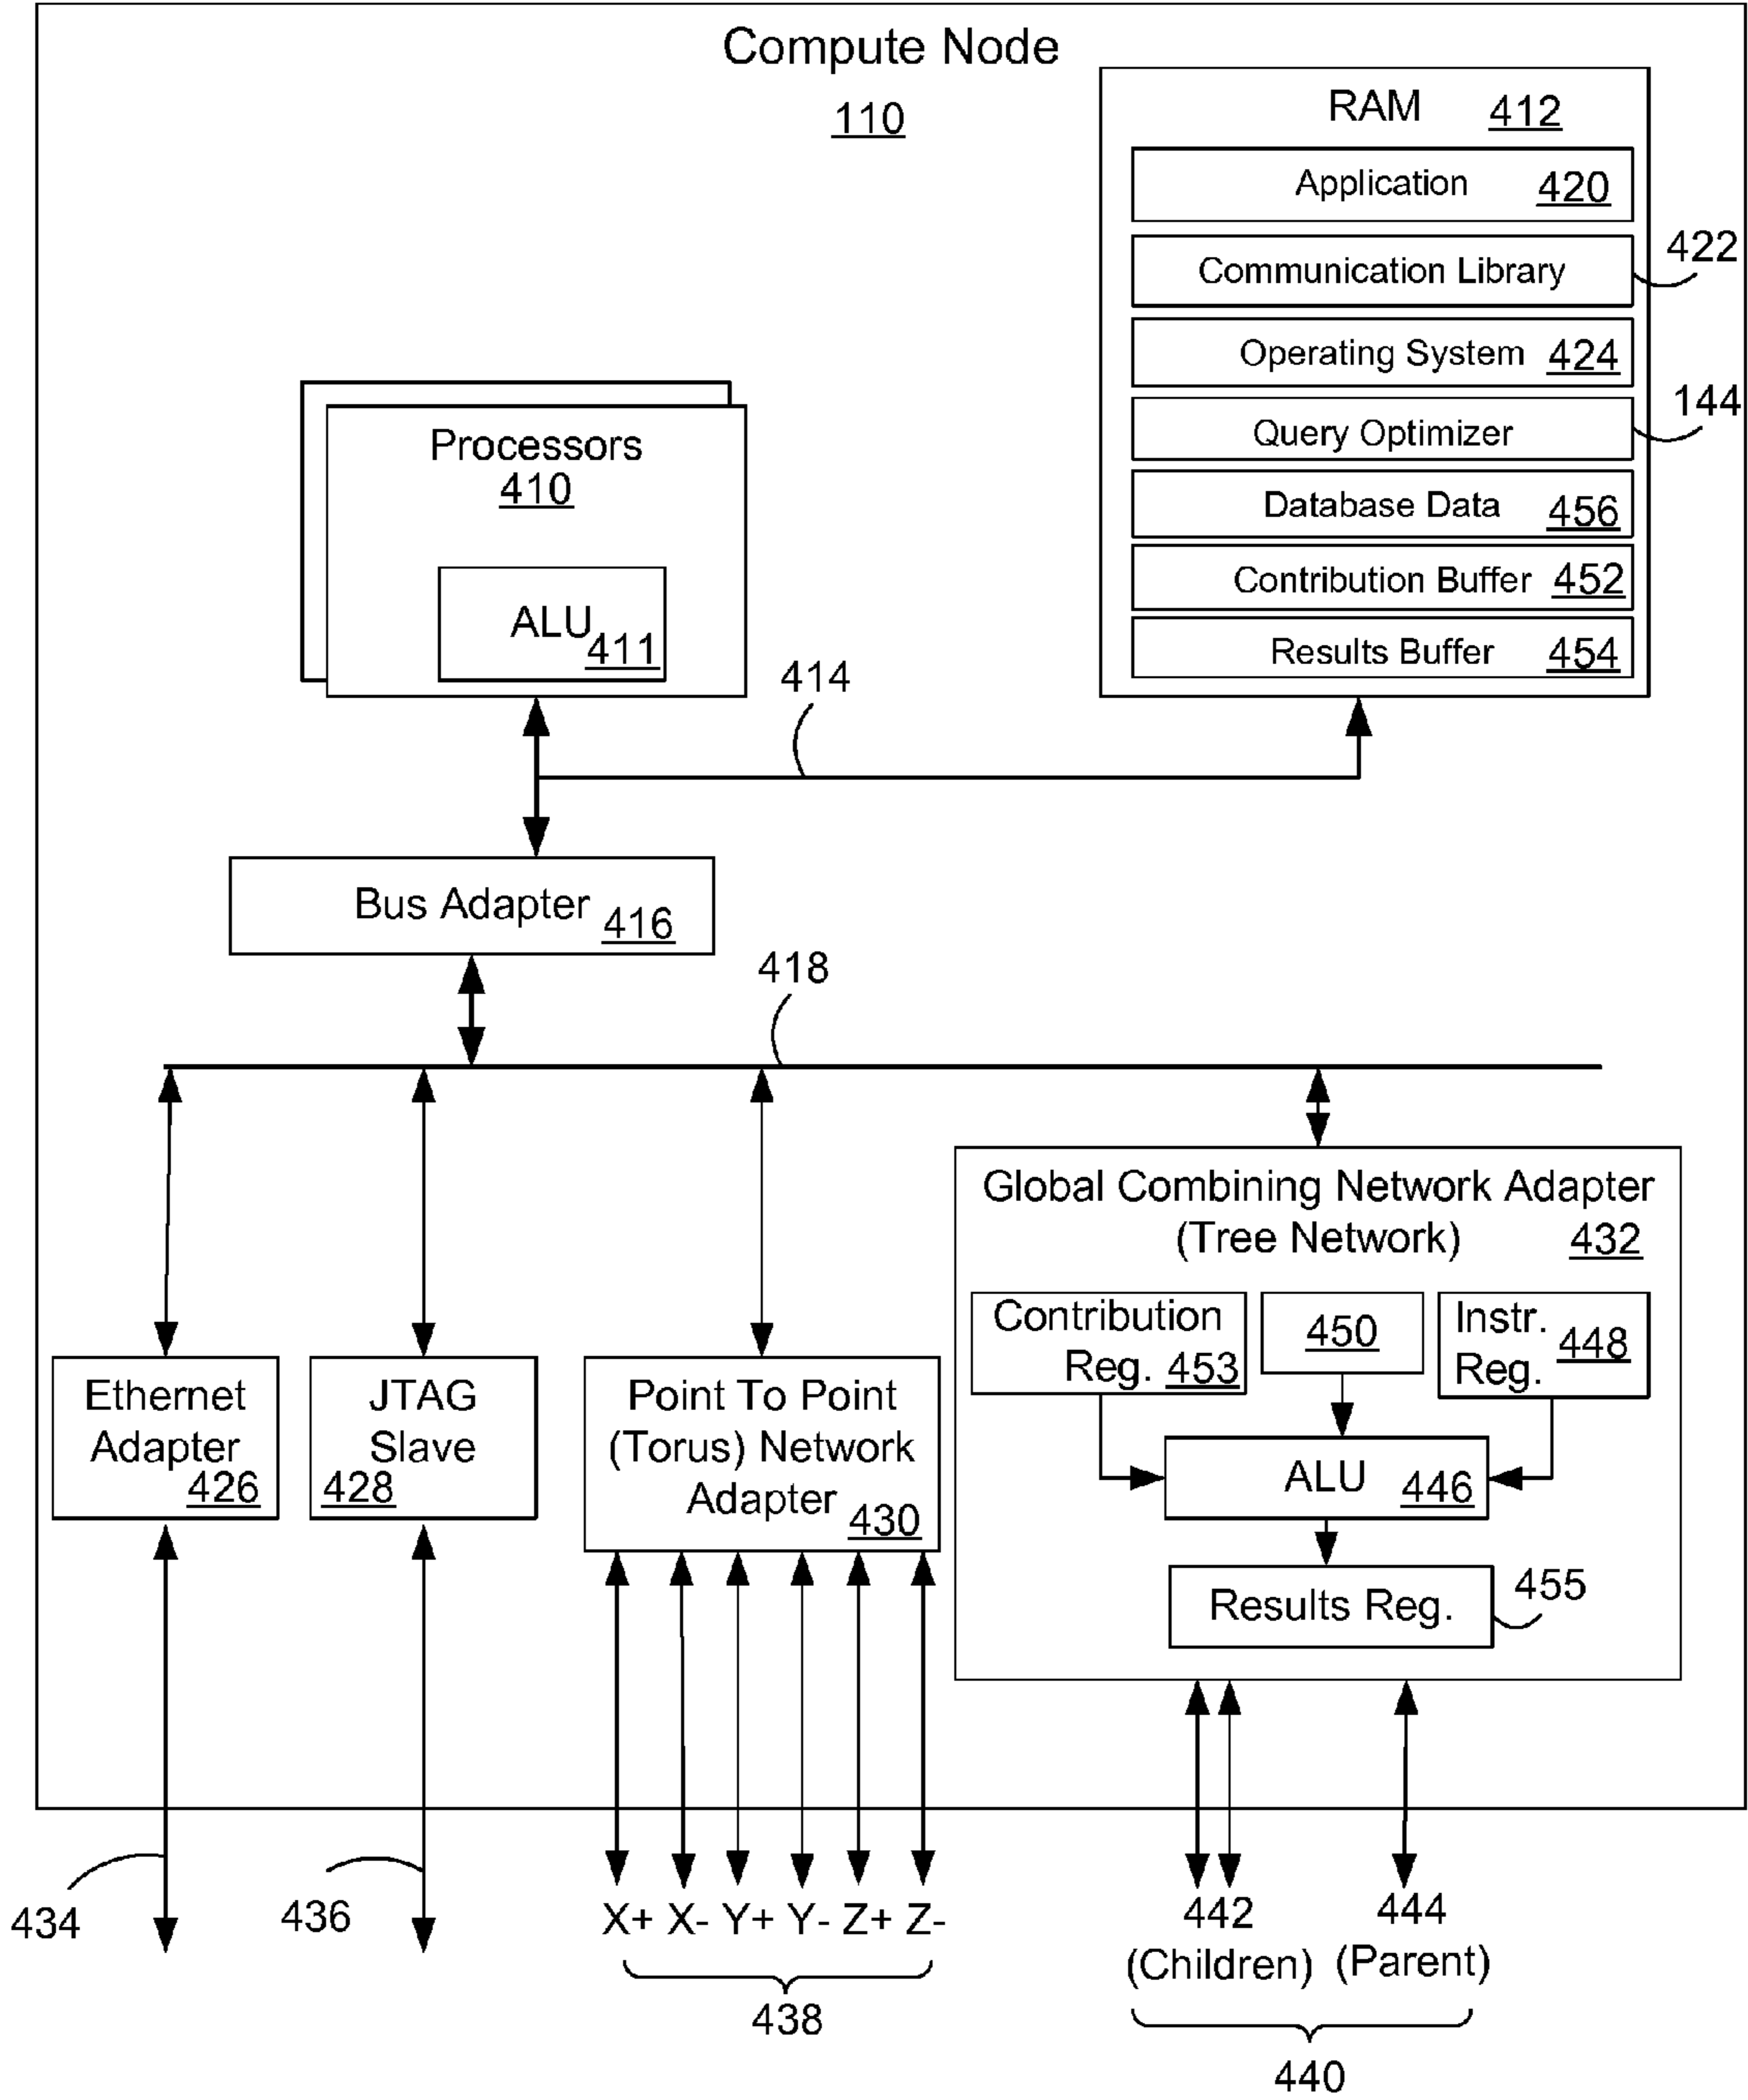 Compute Node
110
RAM 412
Application 420
Communication Library
422
Operating System 424
Query Optimizer
144
Database Data 456
Contribution Buffer 452
Results Buffer 454
Processors
410
ALU 411
414
Bus Adapter 416
418
Global Combining Network Adapter
(Tree Network) 432
Contribution
Reg. 453
450
Instr.
Reg. 448
ALU 446
Results Reg.
455
Ethernet
Adapter
426
JTAG
Slave
428
Point To Point
(Torus) Network
Adapter 430
434
436
X+ X- Y+ Y- Z+ Z-
438
442
(Children)
444
(Parent)
440